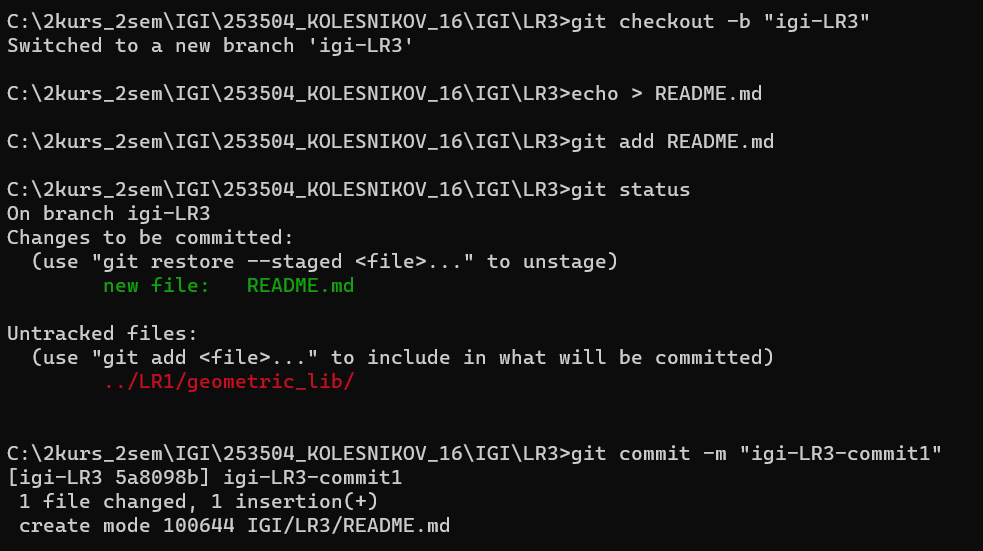 C:\2kurs_2sem\IGI\253504_KOLESNIKOV_16\IGI\LR3>git checkout -b "igi-LR3"
Switched to a new branch 'igi-LR3'
C:\2kurs_2sem\IGI\253504_KOLESNIKOV_16\IGI\LR3>echo > README.md
C:\2kurs_2sem\IGI\253504_KOLESNIKOV_16\IGI\LR3>git add README.md
C:\2kurs_2sem\IGI\253504_KOLESNIKOV_16\IGI\LR3>git status
On branch igi-LR3
Changes to be committed:
  (use "git restore --staged <file>..." to unstage)
        new file:   README.md
Untracked files:
  (use "git add <file>..." to include in what will be committed)
        ../LR1/geometric_lib/
C:\2kurs_2sem\IGI\253504_KOLESNIKOV_16\IGI\LR3>git commit -m "igi-LR3-commit1"
[igi-LR3 5a8098b] igi-LR3-commit1
 1 file changed, 1 insertion(+)
 create mode 100644 IGI/LR3/README.md